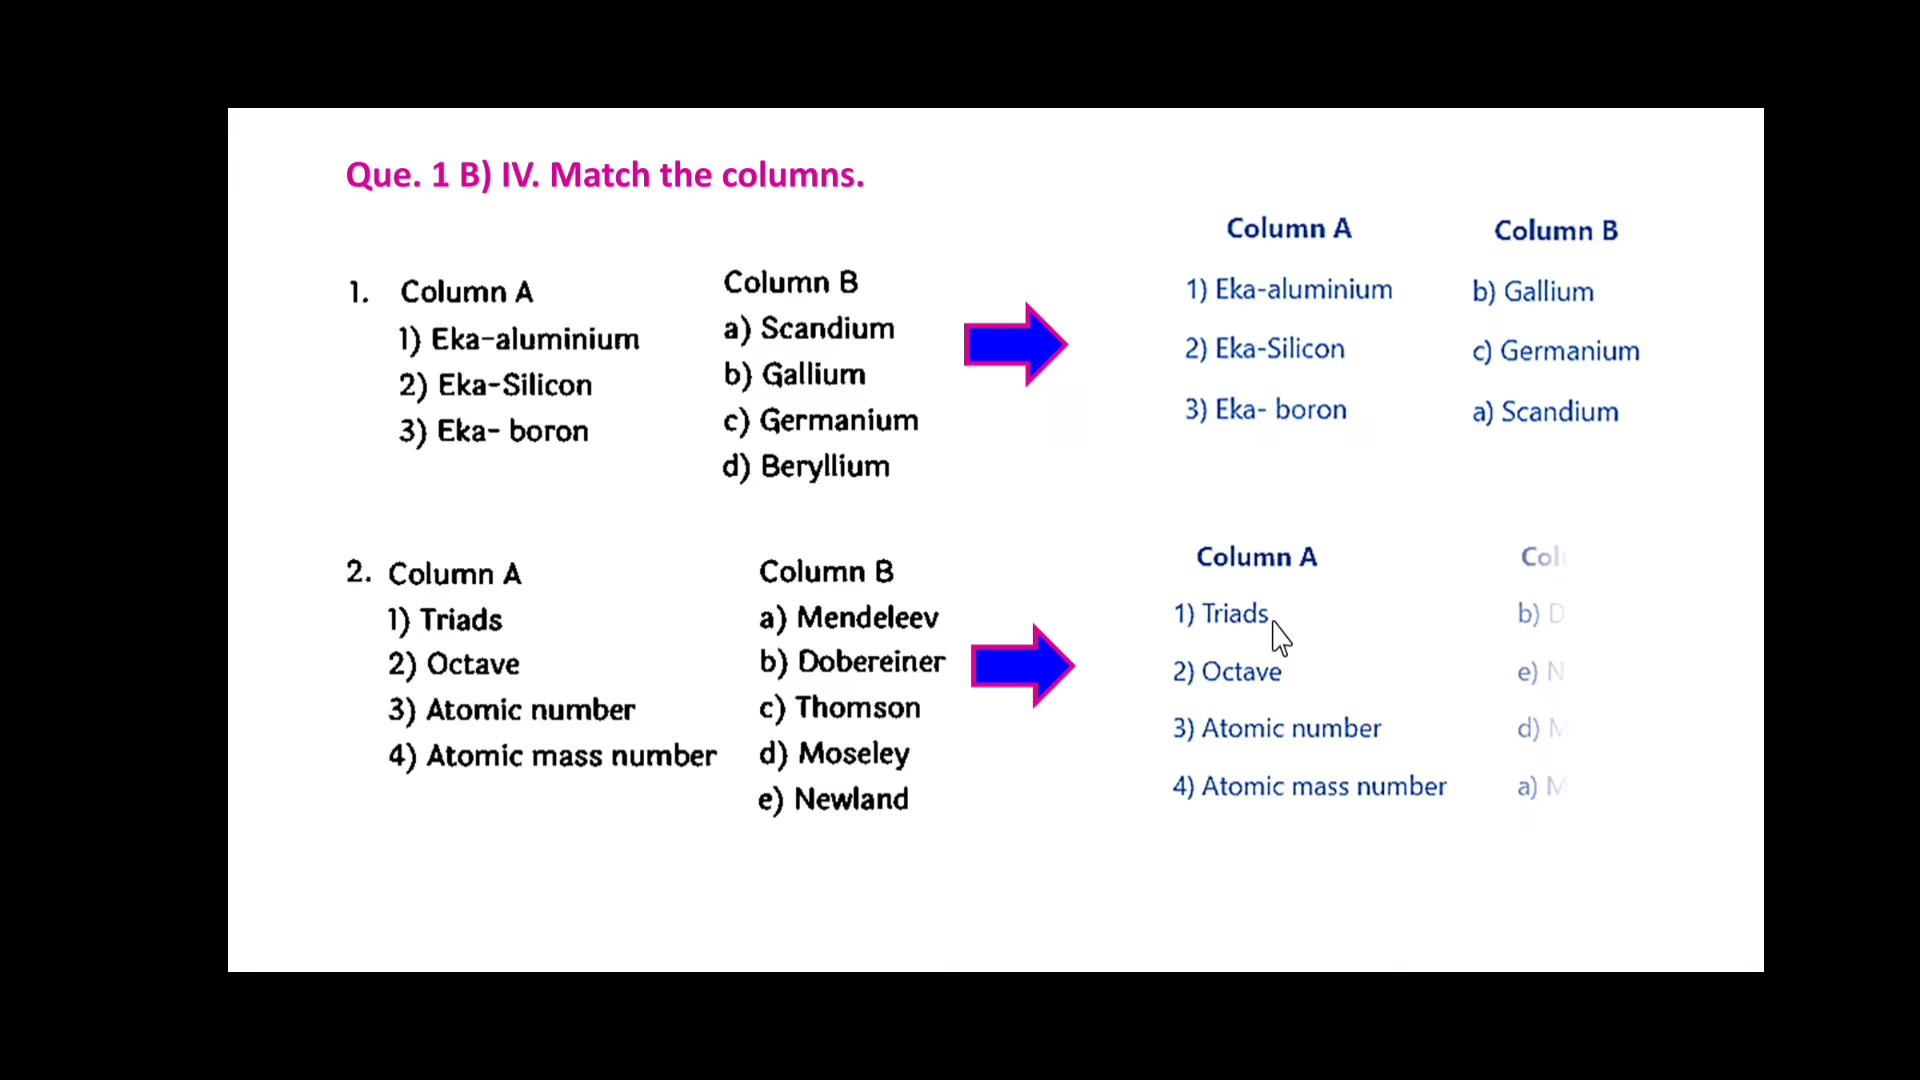 Que. 1 B) IV. Match the columns.
1. Column A
1) Eka-aluminium
2) Eka-Silicon
3) Eka- boron
Column B
a) Scandium
b) Gallium
c) Germanium
d) Beryllium
Column A
1) Eka-aluminium
2) Eka-Silicon
3) Eka- boron
Column B
b) Gallium
c) Germanium
a) Scandium
2. Column A
1) Triads
2) Octave
3) Atomic number
4) Atomic mass number
Column B
a) Mendeleev
b) Dobereiner
c) Thomson
d) Moseley
e) Newland
Column A
1) Triads
2) Octave
3) Atomic number
4) Atomic mass number
b)
e)
d)
a)